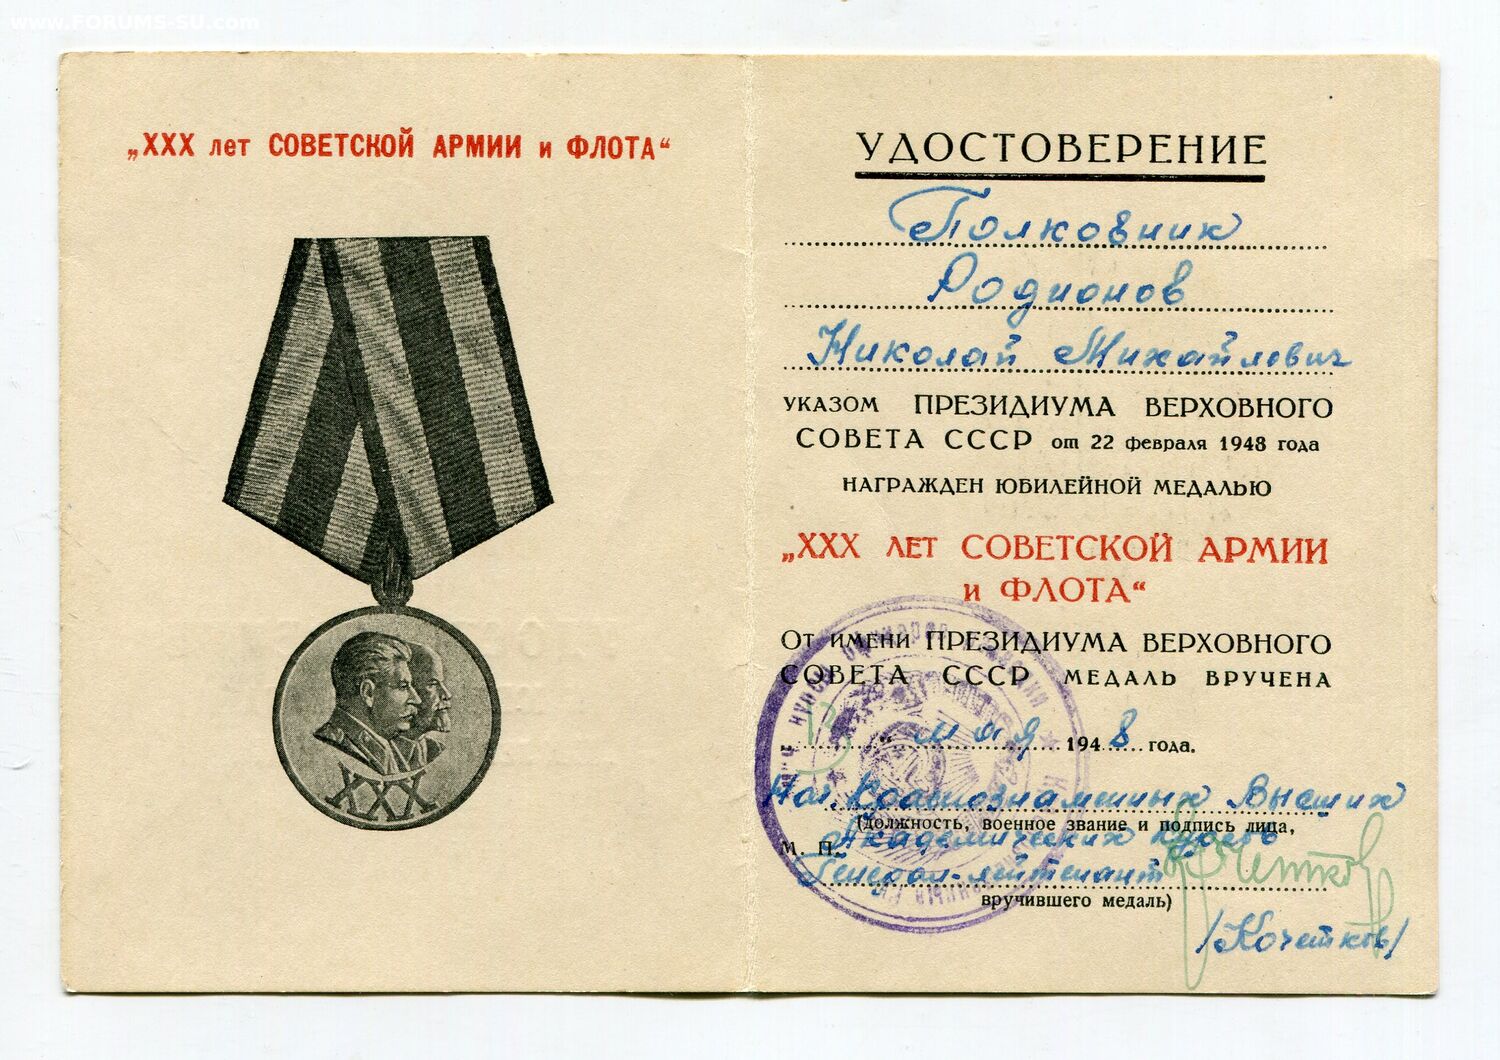 www.FORUMS-SU.com
„XXX лет СОВЕТСКОЙ АРМИИ и ФЛОТА“
XXX
УДОСТОВЕРЕНИЕ
Полковник
Родионов
Николай Михайлович
УКАЗОМ ПРЕЗИДИУМА ВЕРХОВНОГО
СОВЕТА СССР от 22 февраля 1948 года
НАГРАЖДЕН ЮБИЛЕЙНОЙ МЕДАЛЬЮ
„XXX ЛЕТ СОВЕТСКОЙ АРМИИ
и ФЛОТА“
ОТ ИМЕНИ ПРЕЗИДИУМА ВЕРХОВНОГО
СОВЕТА СССР МЕДАЛЬ ВРУЧЕНА
„13“ мая 1948 года.
Нач. Краснознаменных Высших
(должность, военное звание и подпись лица,
Академических курсов
М. П.
Генерал-лейтенант
вручившего медаль)
/Кочетков/